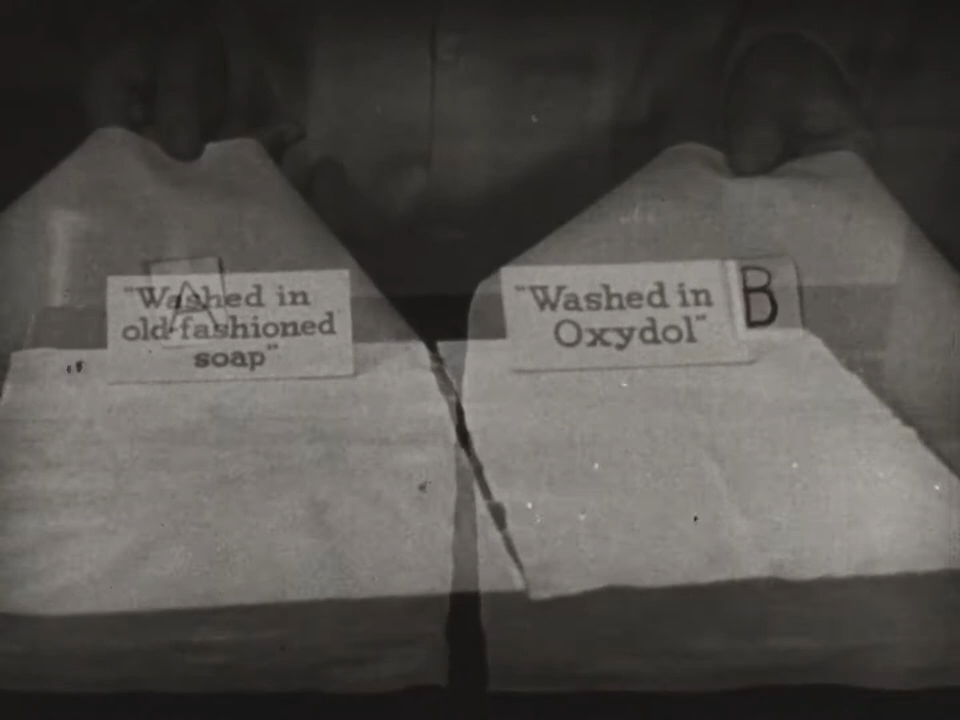 A
"Washed in
old-fashioned
soap"
"Washed in
Oxydol"
B